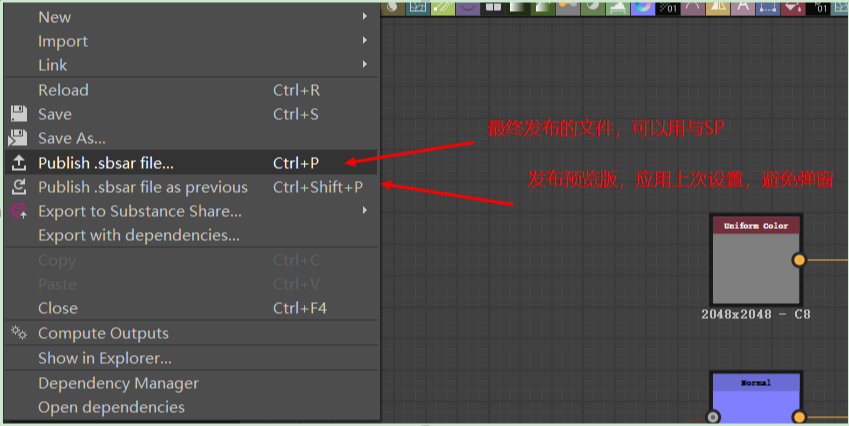 New
Import
Link
Reload Ctrl+R
Save Ctrl+S
Save As...
Publish .sbsar file... Ctrl+P
Publish .sbsar file as previous Ctrl+Shift+P
Export to Substance Share...
Export with dependencies...
Copy Ctrl+C
Paste Ctrl+V
Close Ctrl+F4
Compute Outputs
Show in Explorer...
Dependency Manager
Open dependencies
01
01
最终发布的文件，可以用与SP
发布预览版，应用上次设置，避免弹窗
Uniform Color
2048x2048 - C8
Normal